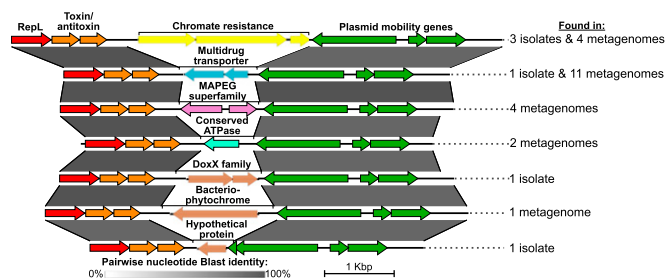 Toxin/
RepL antitoxin Chromate resistance Plasmid mobility genes Found in:
3 isolates & 4 metagenomes
Multidrug
transporter
1 isolate & 11 metagenomes
MAPEG
superfamily
4 metagenomes
Conserved
ATPase
2 metagenomes
DoxX family
1 isolate
Bacterio-
phytochrome
1 metagenome
Hypothetical
protein
1 isolate
Pairwise nucleotide Blast identity:
0% 100% 1 Kbp